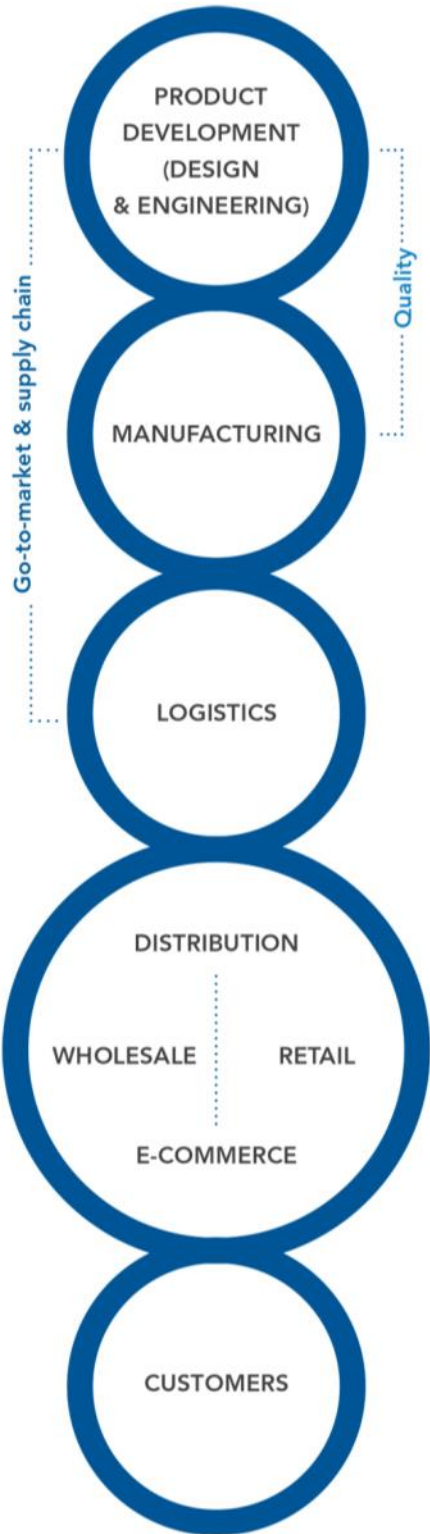 PRODUCT
DEVELOPMENT
(DESIGN
& ENGINEERING)
Go-to-market & supply chain
Quality
MANUFACTURING
LOGISTICS
DISTRIBUTION
WHOLESALE
RETAIL
E-COMMERCE
CUSTOMERS